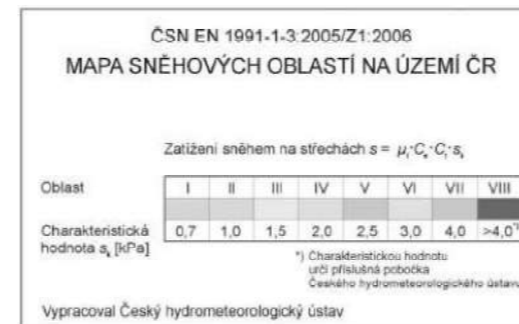 ČSN EN 1991-1-3:2005/Z1:2006
MAPA SNĚHOVÝCH OBLASTÍ NA ÚZEMÍ ČR
Zatížení sněhem na střechách s = μᵢ·Cₑ·Cₜ·sₖ
Oblast I II III IV V VI VII VIII
Charakteristická 0,7 1,0 1,5 2,0 2,5 3,0 4,0 >4,0*)
hodnota sₖ [kPa]
*) Charakteristickou hodnotu
určí příslušná pobočka
Českého hydrometeorologického ústavu
Vypracoval Český hydrometeorologický ústav